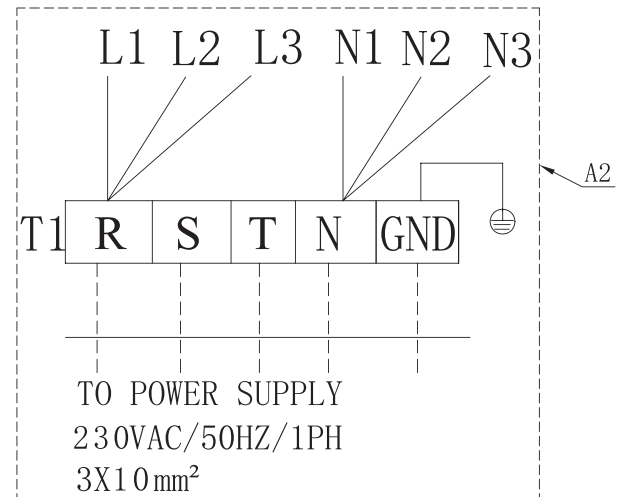 L1 L2 L3 N1 N2 N3
A2
T1 R S T N GND
TO POWER SUPPLY
230VAC/50HZ/1PH
3X10mm²